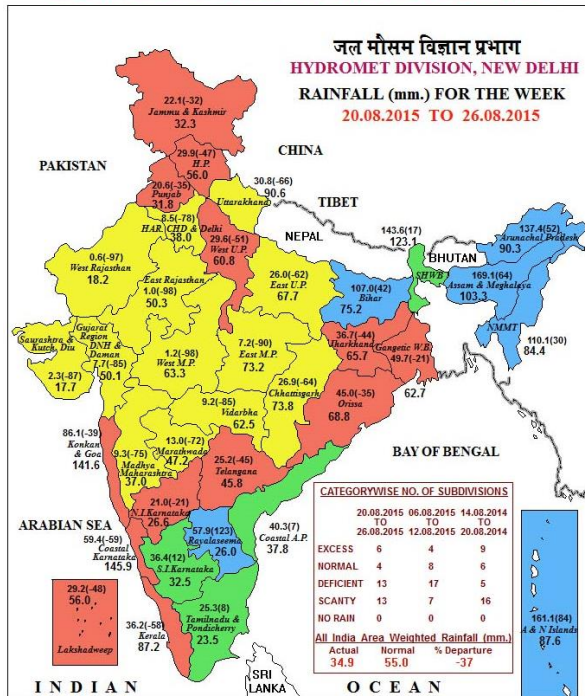 जल मौसम विज्ञान प्रभाग
HYDROMET DIVISION, NEW DELHI
RAINFALL (mm.) FOR THE WEEK
20.08.2015 TO 26.08.2015
22.1(-32)
Jammu & Kashmir
32.3
CHINA
PAKISTAN
29.9(-47)
H.P.
56.0
20.6(-35)
Punjab
31.8
30.8(-66)
90.6
Uttarakhand
TIBET
8.5(-78)
HAR. CHD & Delhi
38.0
NEPAL
29.6(-51)
West U.P.
60.8
143.6(17)
123.1
137.4(52)
Arunachal Pradesh
90.3
BHUTAN
SHWB
0.6(-97)
West Rajasthan
18.2
East Rajasthan
1.0(-98)
50.3
26.0(-62)
East U.P.
67.7
107.0(42)
Bihar
75.2
169.1(64)
Assam & Meghalaya
103.3
NMMT
110.1(30)
84.4
Saurashtra &
Kutch, Diu
2.3(-87)
17.7
Gujarat
Region
DNH &
Daman
7.7(-85)
50.1
1.2(-98)
West M.P.
63.3
7.2(-90)
East M.P.
73.2
36.7(-44)
Jharkhand
65.7
Gangetic W.B.
49.7(-21)
62.7
26.9(-64)
Chhattisgarh
73.8
45.0(-35)
Orissa
68.8
9.2(-85)
Vidarbha
62.5
86.1(-39)
Konkan
& Goa
141.6
9.3(-75)
Madhya
Maharashtra
37.0
13.0(-72)
Marathwada
47.2
25.2(-45)
Telangana
45.8
BAY OF BENGAL
ARABIAN SEA
21.0(-21)
N.I.Karnataka
26.6
57.9(123)
Rayalaseema
26.0
40.3(7)
Coastal A.P.
37.8
59.4(-59)
Coastal
Karnataka
145.9
36.4(12)
S.I.Karnataka
32.5
29.2(-48)
56.0
Lakshadweep
36.2(-58)
Kerala
87.2
25.3(8)
Tamilnadu &
Pondicherry
23.5
161.1(84)
A & N Islands
87.6
CATEGORYWISE NO. OF SUBDIVISIONS
20.08.2015 06.08.2015 14.08.2014
TO TO TO
26.08.2015 12.08.2015 20.08.2014
EXCESS 6 4 9
NORMAL 4 8 6
DEFICIENT 13 17 5
SCANTY 13 7 16
NO RAIN 0 0 0
All India Area Weighted Rainfall (mm.)
Actual Normal % Departure
34.9 55.0 -37
SRI
LANKA
INDIAN OCEAN